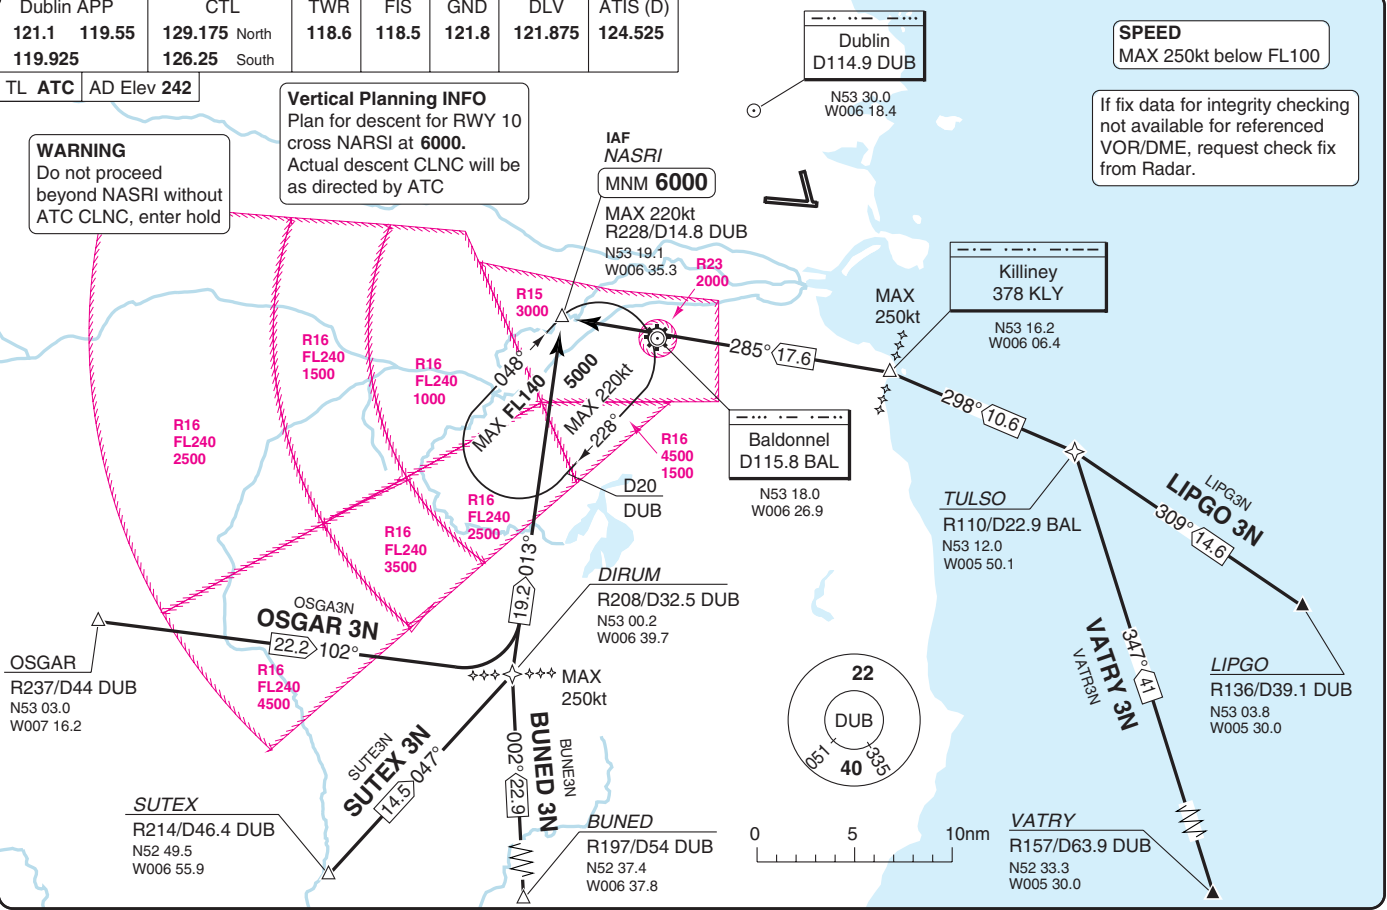 Dublin APP
121.1 119.55
119.925
CTL
129.175 North
126.25 South
TWR
118.6
FIS
118.5
GND
121.8
DLV
121.875
ATIS (D)
124.525
TL ATC
AD Elev 242
WARNING
Do not proceed
beyond NASRI without
ATC CLNC, enter hold
Vertical Planning INFO
Plan for descent for RWY 10
cross NARSI at 6000.
Actual descent CLNC will be
as directed by ATC
Dublin
D114.9 DUB
N53 30.0
W006 18.4
SPEED
MAX 250kt below FL100
If fix data for integrity checking
not available for referenced
VOR/DME, request check fix
from Radar.
IAF
NASRI
MNM 6000
MAX 220kt
R228/D14.8 DUB
N53 19.1
W006 35.3
R23
2000
R15
3000
Killiney
378 KLY
N53 16.2
W006 06.4
MAX
250kt
285° 17.6
298° 10.6
R16
FL240
1500
R16
FL240
1000
R16
FL240
2500
048°
MAX FL140
5000
MAX 220kt
228°
R16
4500
1500
Baldonnel
D115.8 BAL
N53 18.0
W006 26.9
D20
DUB
R16
FL240
2500
R16
FL240
3500
TULSO
R110/D22.9 BAL
N53 12.0
W005 50.1
LIPG3N
LIPGO 3N
309° 14.6
19.2 013°
DIRUM
R208/D32.5 DUB
N53 00.2
W006 39.7
OSGA3N
OSGAR 3N
22.2 102°
OSGAR
R237/D44 DUB
N53 03.0
W007 16.2
R16
FL240
4500
MAX
250kt
347° 41
VATRY 3N
VATR3N
LIPGO
R136/D39.1 DUB
N53 03.8
W005 30.0
22
DUB
051
335
40
SUTE3N
SUTEX 3N
14.5 047°
002° 22.9
BUNED 3N
BUNE3N
SUTEX
R214/D46.4 DUB
N52 49.5
W006 55.9
BUNED
R197/D54 DUB
N52 37.4
W006 37.8
0 5 10nm
VATRY
R157/D63.9 DUB
N52 33.3
W005 30.0